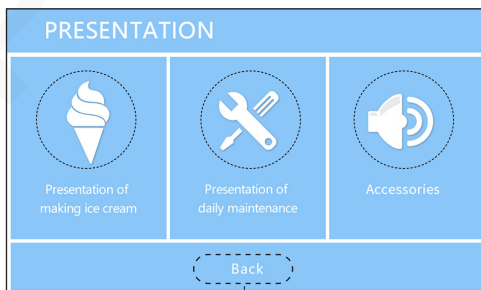 PRESENTATION
Presentation of
making ice cream
Presentation of
daily maintenance
Accessories
Back